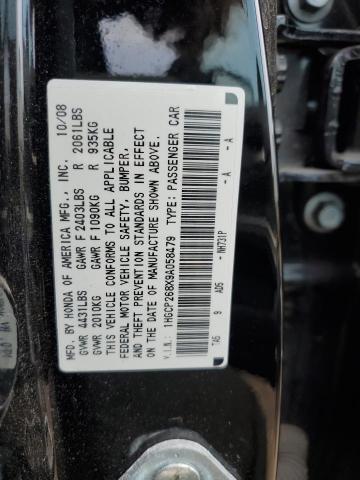 MFD. BY HONDA OF AMERICA MFG., INC. 10/08
GVWR 4431LBS GAWR F 2403LBS R 2061LBS
GVWR 2010KG GAWR F 1090KG R 935KG
THIS VEHICLE CONFORMS TO ALL APPLICABLE
FEDERAL MOTOR VEHICLE SAFETY, BUMPER,
AND THEFT PREVENTION STANDARDS IN EFFECT
ON THE DATE OF MANUFACTURE SHOWN ABOVE.
V.I.N.: 1HGCP268X9A058479 TYPE: PASSENGER CAR
TA5 9 A05 - NH731P - A - A